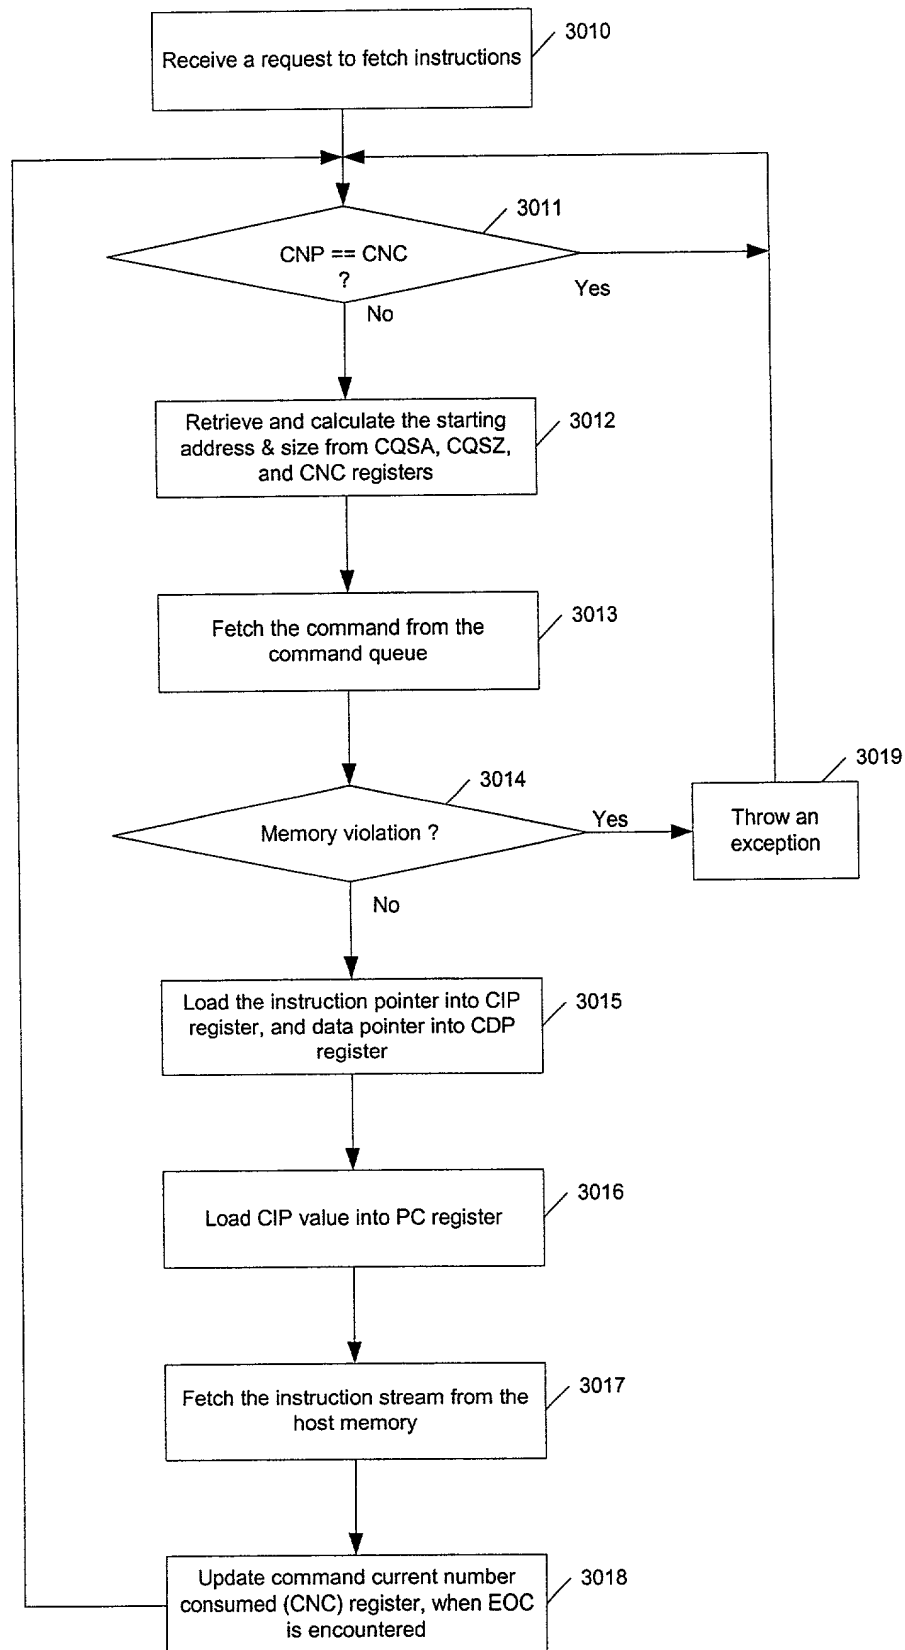 Receive a request to fetch instructions
3010
3011
CNP == CNC
?
Yes
No
Retrieve and calculate the starting
address & size from CQSA, CQSZ,
and CNC registers
3012
Fetch the command from the
command queue
3013
3014
Memory violation ?
Yes
3019
Throw an
exception
No
Load the instruction pointer into CIP
register, and data pointer into CDP
register
3015
Load CIP value into PC register
3016
Fetch the instruction stream from the
host memory
3017
Update command current number
consumed (CNC) register, when EOC
is encountered
3018